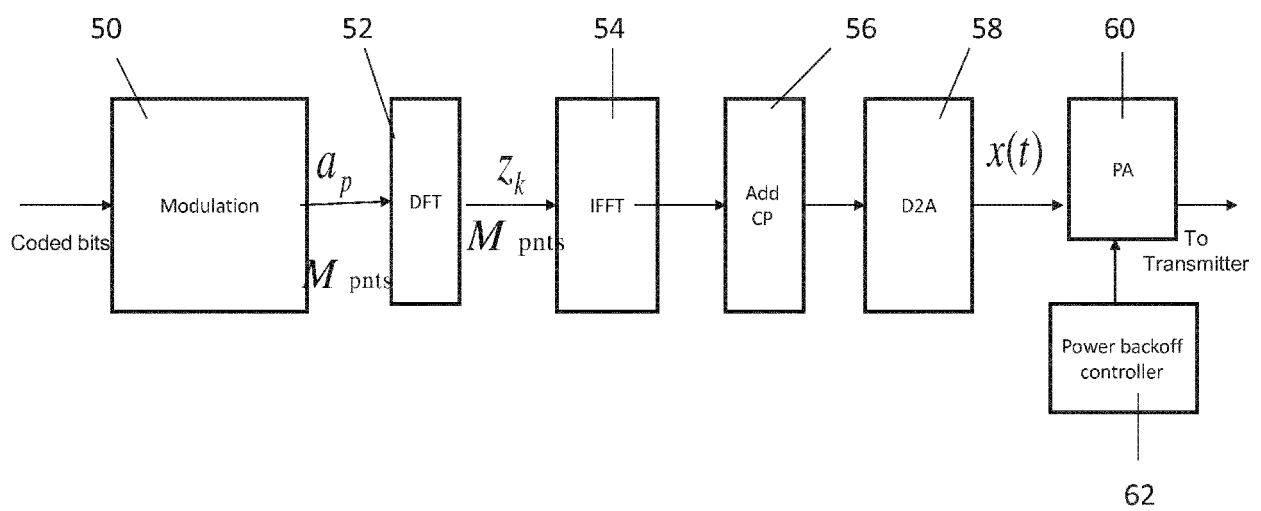 50
52
54
56
58
60
Modulation
a_p
M pnts
DFT
z_k
M pnts
IFFT
Add
CP
D2A
x(t)
PA
Coded bits
To
Transmitter
Power backoff
controller
62